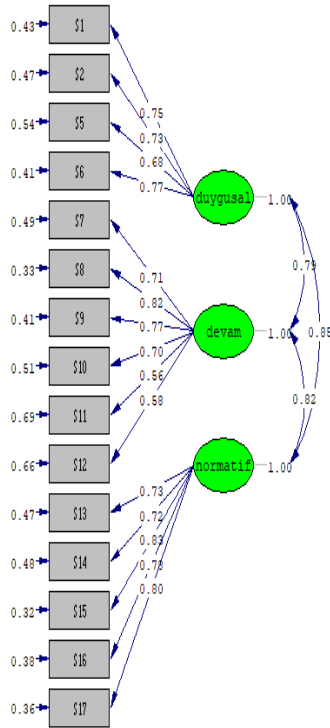 0.43 S1
0.47 S2
0.54 S5
0.41 S6
0.49 S7
0.33 S8
0.41 S9
0.51 S10
0.69 S11
0.66 S12
0.47 S13
0.48 S14
0.32 S15
0.38 S16
0.36 S17
0.75
0.73
0.68
0.77
duygusal 1.00
0.71
0.82
0.77
0.70
0.56
0.58
devam 1.00
0.73
0.72
0.83
0.80
normatif 1.00
0.79
0.85
0.82